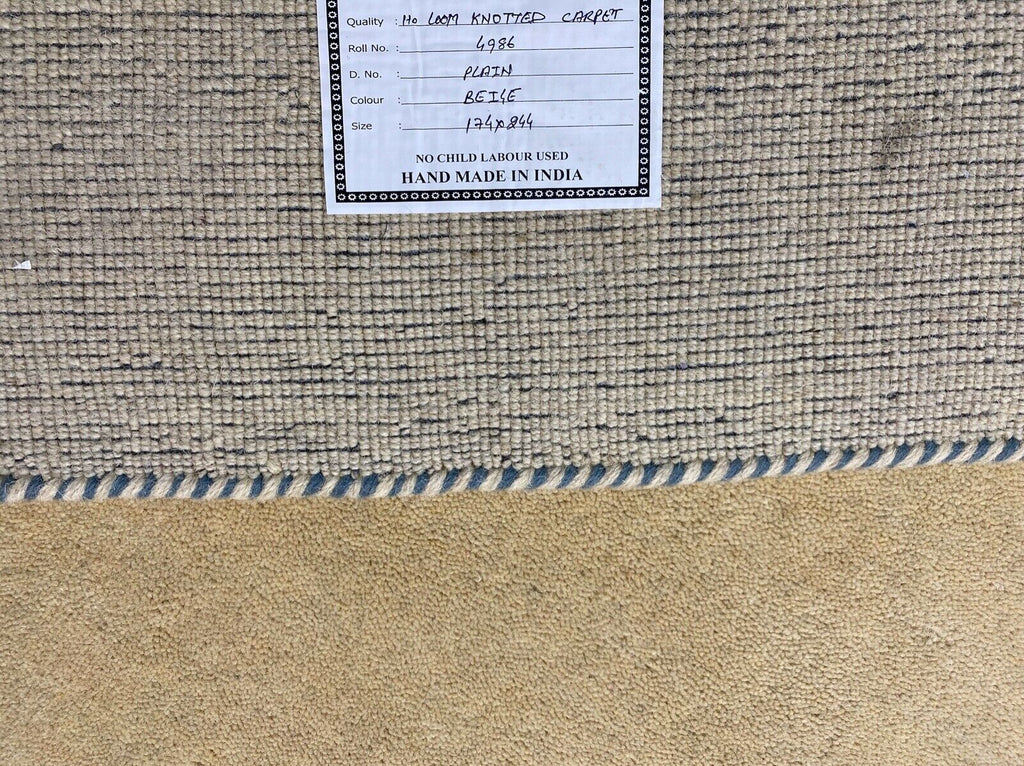 Quality : H/o LOOM KNOTTED CARPET
Roll No. : 4986
D. No. : PLAIN
Colour : BEIGE
Size : 174x244
NO CHILD LABOUR USED
HAND MADE IN INDIA